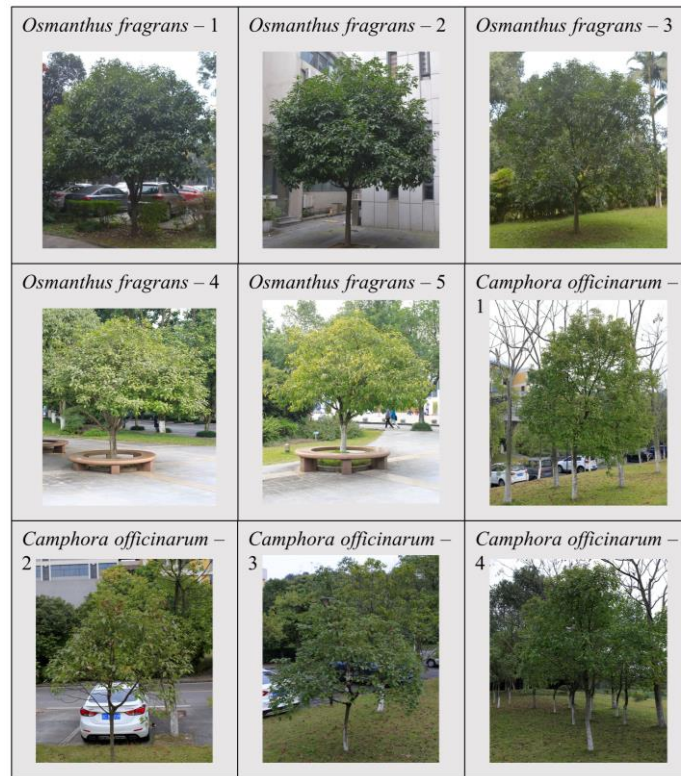 Osmanthus fragrans – 1
Osmanthus fragrans – 2
Osmanthus fragrans – 3
Osmanthus fragrans – 4
Osmanthus fragrans – 5
Camphora officinarum –
1
Camphora officinarum –
2
Camphora officinarum –
3
Camphora officinarum –
4